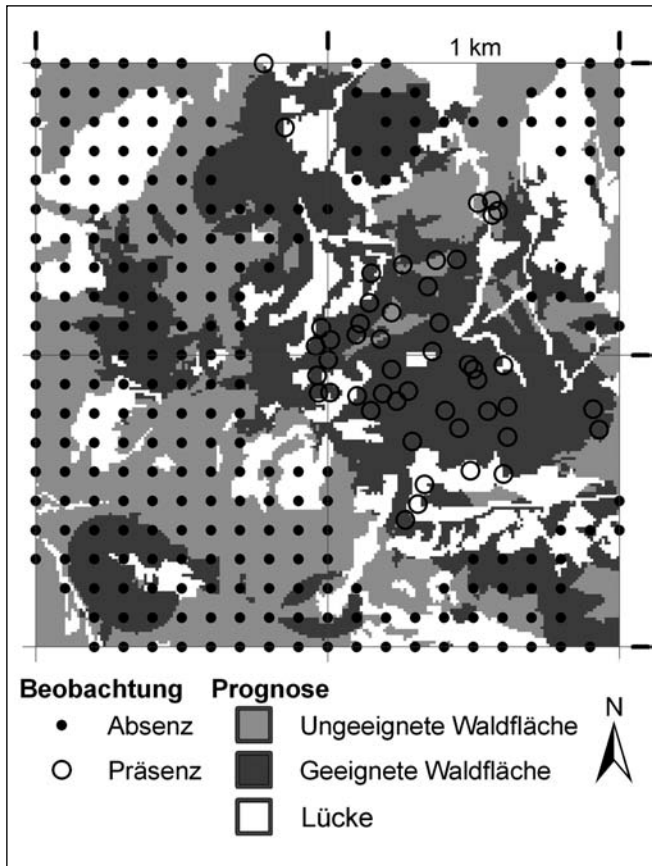 1 km
Beobachtung Prognose
Absenz Ungeeignete Waldfläche
Präsenz Geeignete Waldfläche
Lücke
N